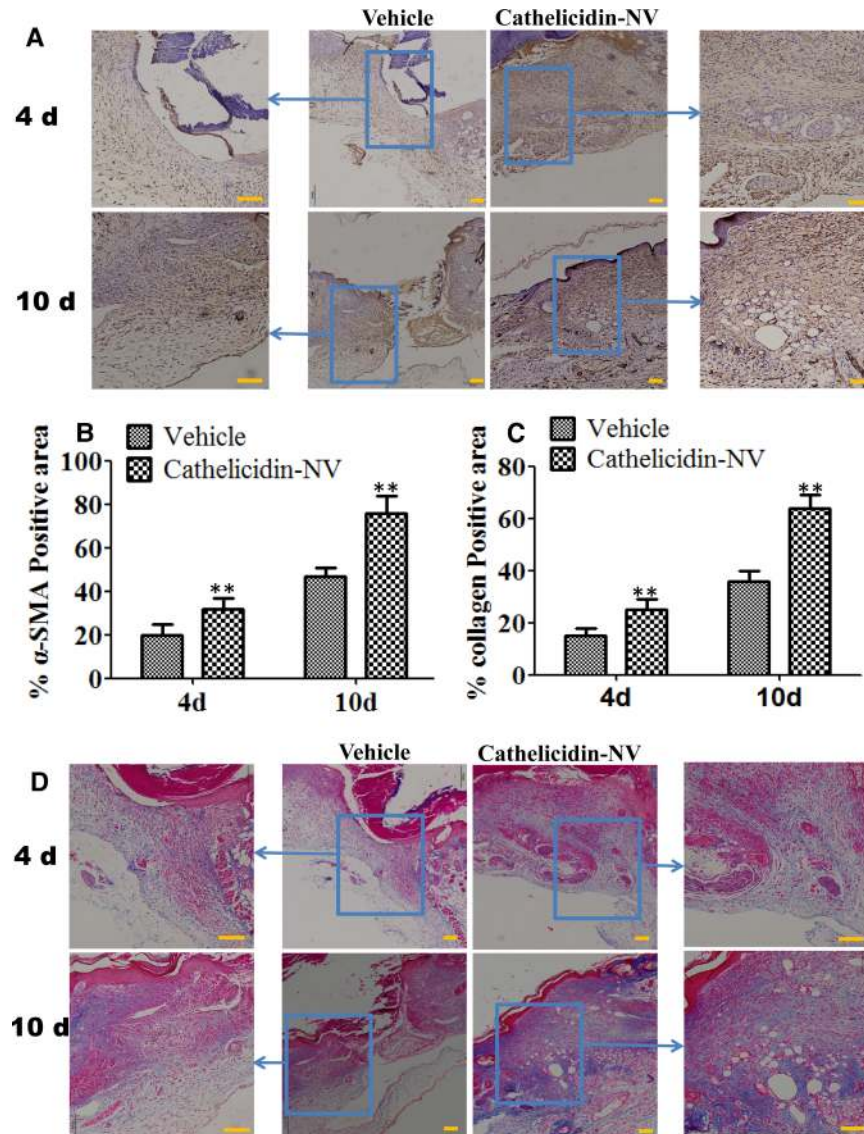 Vehicle Cathelicidin-NV
A
4 d
10 d
B
Vehicle
Cathelicidin-NV
% α-SMA Positive area
100
80
60
40
20
0
**
**
4d 10d
C
Vehicle
Cathelicidin-NV
% collagen Positive area
80
60
40
20
0
**
**
4d 10d
Vehicle Cathelicidin-NV
D
4 d
10 d